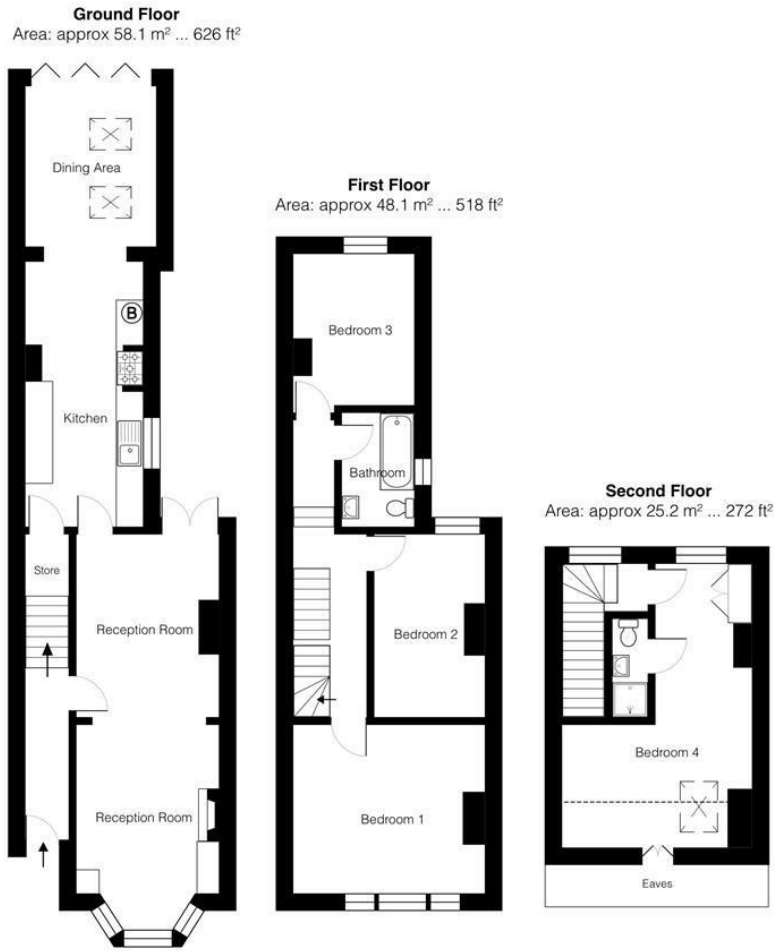 Ground Floor
Area: approx 58.1 m² ... 626 ft²
Dining Area
B
Kitchen
Store
Reception Room
Reception Room
First Floor
Area: approx 48.1 m² ... 518 ft²
Bedroom 3
Bathroom
Bedroom 2
Bedroom 1
Second Floor
Area: approx 25.2 m² ... 272 ft²
Bedroom 4
Eaves